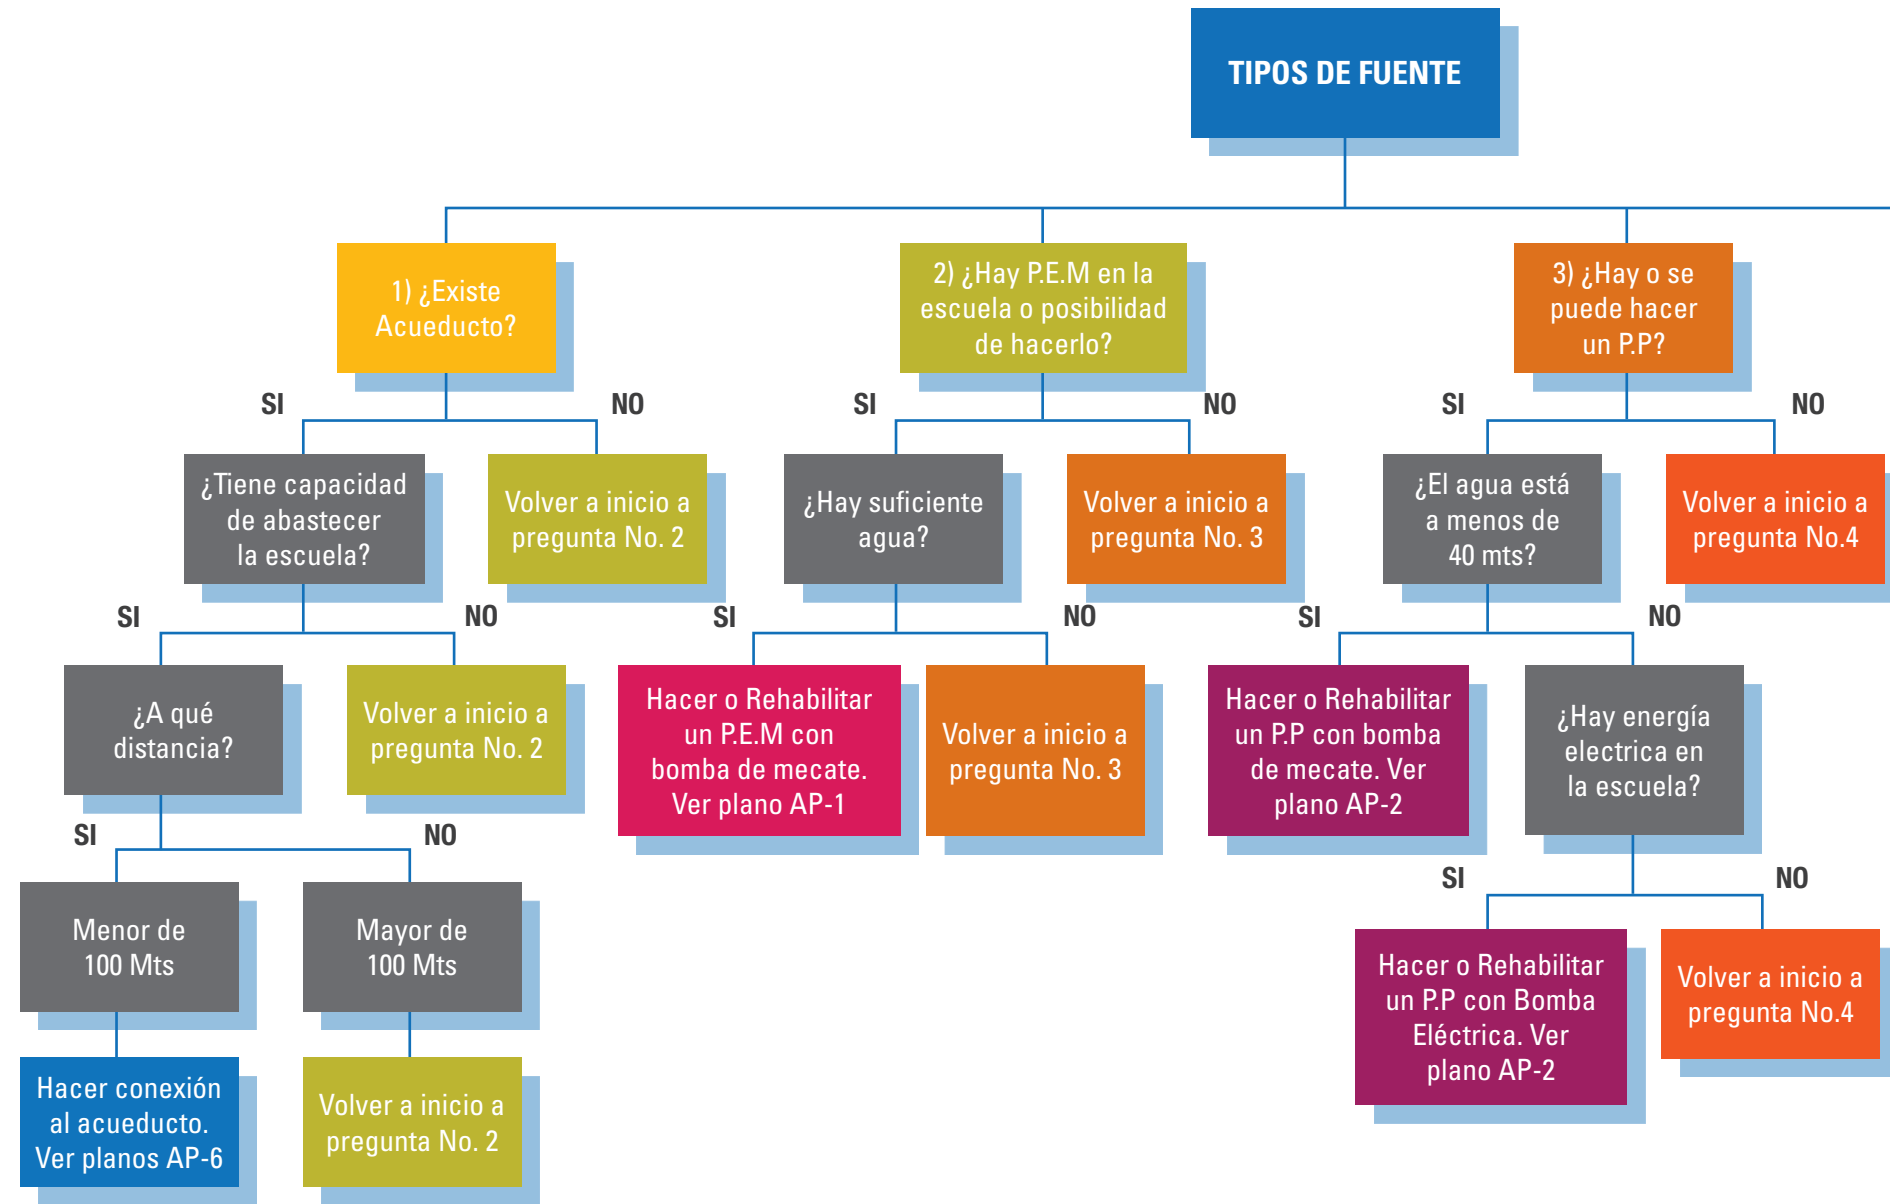 TIPOS DE FUENTE
1) ¿Existe
Acueducto?
2) ¿Hay P.E.M en la
escuela o posibilidad
de hacerlo?
3) ¿Hay o se
puede hacer
un P.P?
SI
NO
SI
NO
SI
NO
¿Tiene capacidad
de abastecer
la escuela?
Volver a inicio a
pregunta No. 2
¿Hay suficiente
agua?
Volver a inicio a
pregunta No. 3
¿El agua está
a menos de
40 mts?
Volver a inicio a
pregunta No.4
SI
NO
SI
NO
SI
NO
¿A qué
distancia?
Volver a inicio a
pregunta No. 2
Hacer o Rehabilitar
un P.E.M con
bomba de mecate.
Ver plano AP-1
Volver a inicio a
pregunta No. 3
Hacer o Rehabilitar
un P.P con bomba
de mecate. Ver
plano AP-2
¿Hay energía
electrica en
la escuela?
SI
NO
SI
NO
Menor de
100 Mts
Mayor de
100 Mts
Hacer o Rehabilitar
un P.P con Bomba
Eléctrica. Ver
plano AP-2
Volver a inicio a
pregunta No.4
Hacer conexión
al acueducto.
Ver planos AP-6
Volver a inicio a
pregunta No. 2